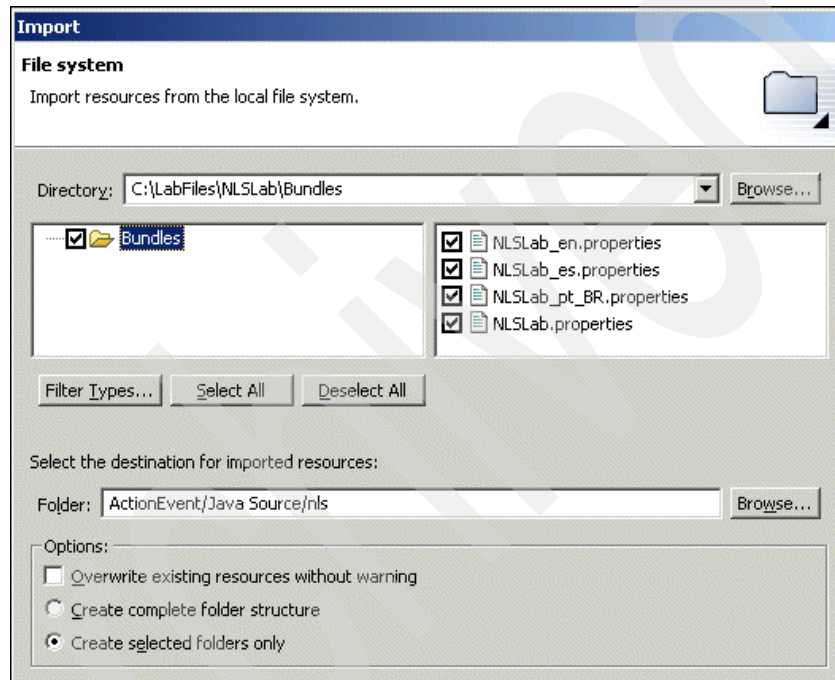 Import
File system
Import resources from the local file system.
Directory: C:\LabFiles\NLSLab\Bundles Browse...
Bundles
NLSLab_en.properties
NLSLab_es.properties
NLSLab_pt_BR.properties
NLSLab.properties
Filter Types... Select All Deselect All
Select the destination for imported resources:
Folder: ActionEvent/Java Source/nls Browse...
Options:
Overwrite existing resources without warning
Create complete folder structure
Create selected folders only